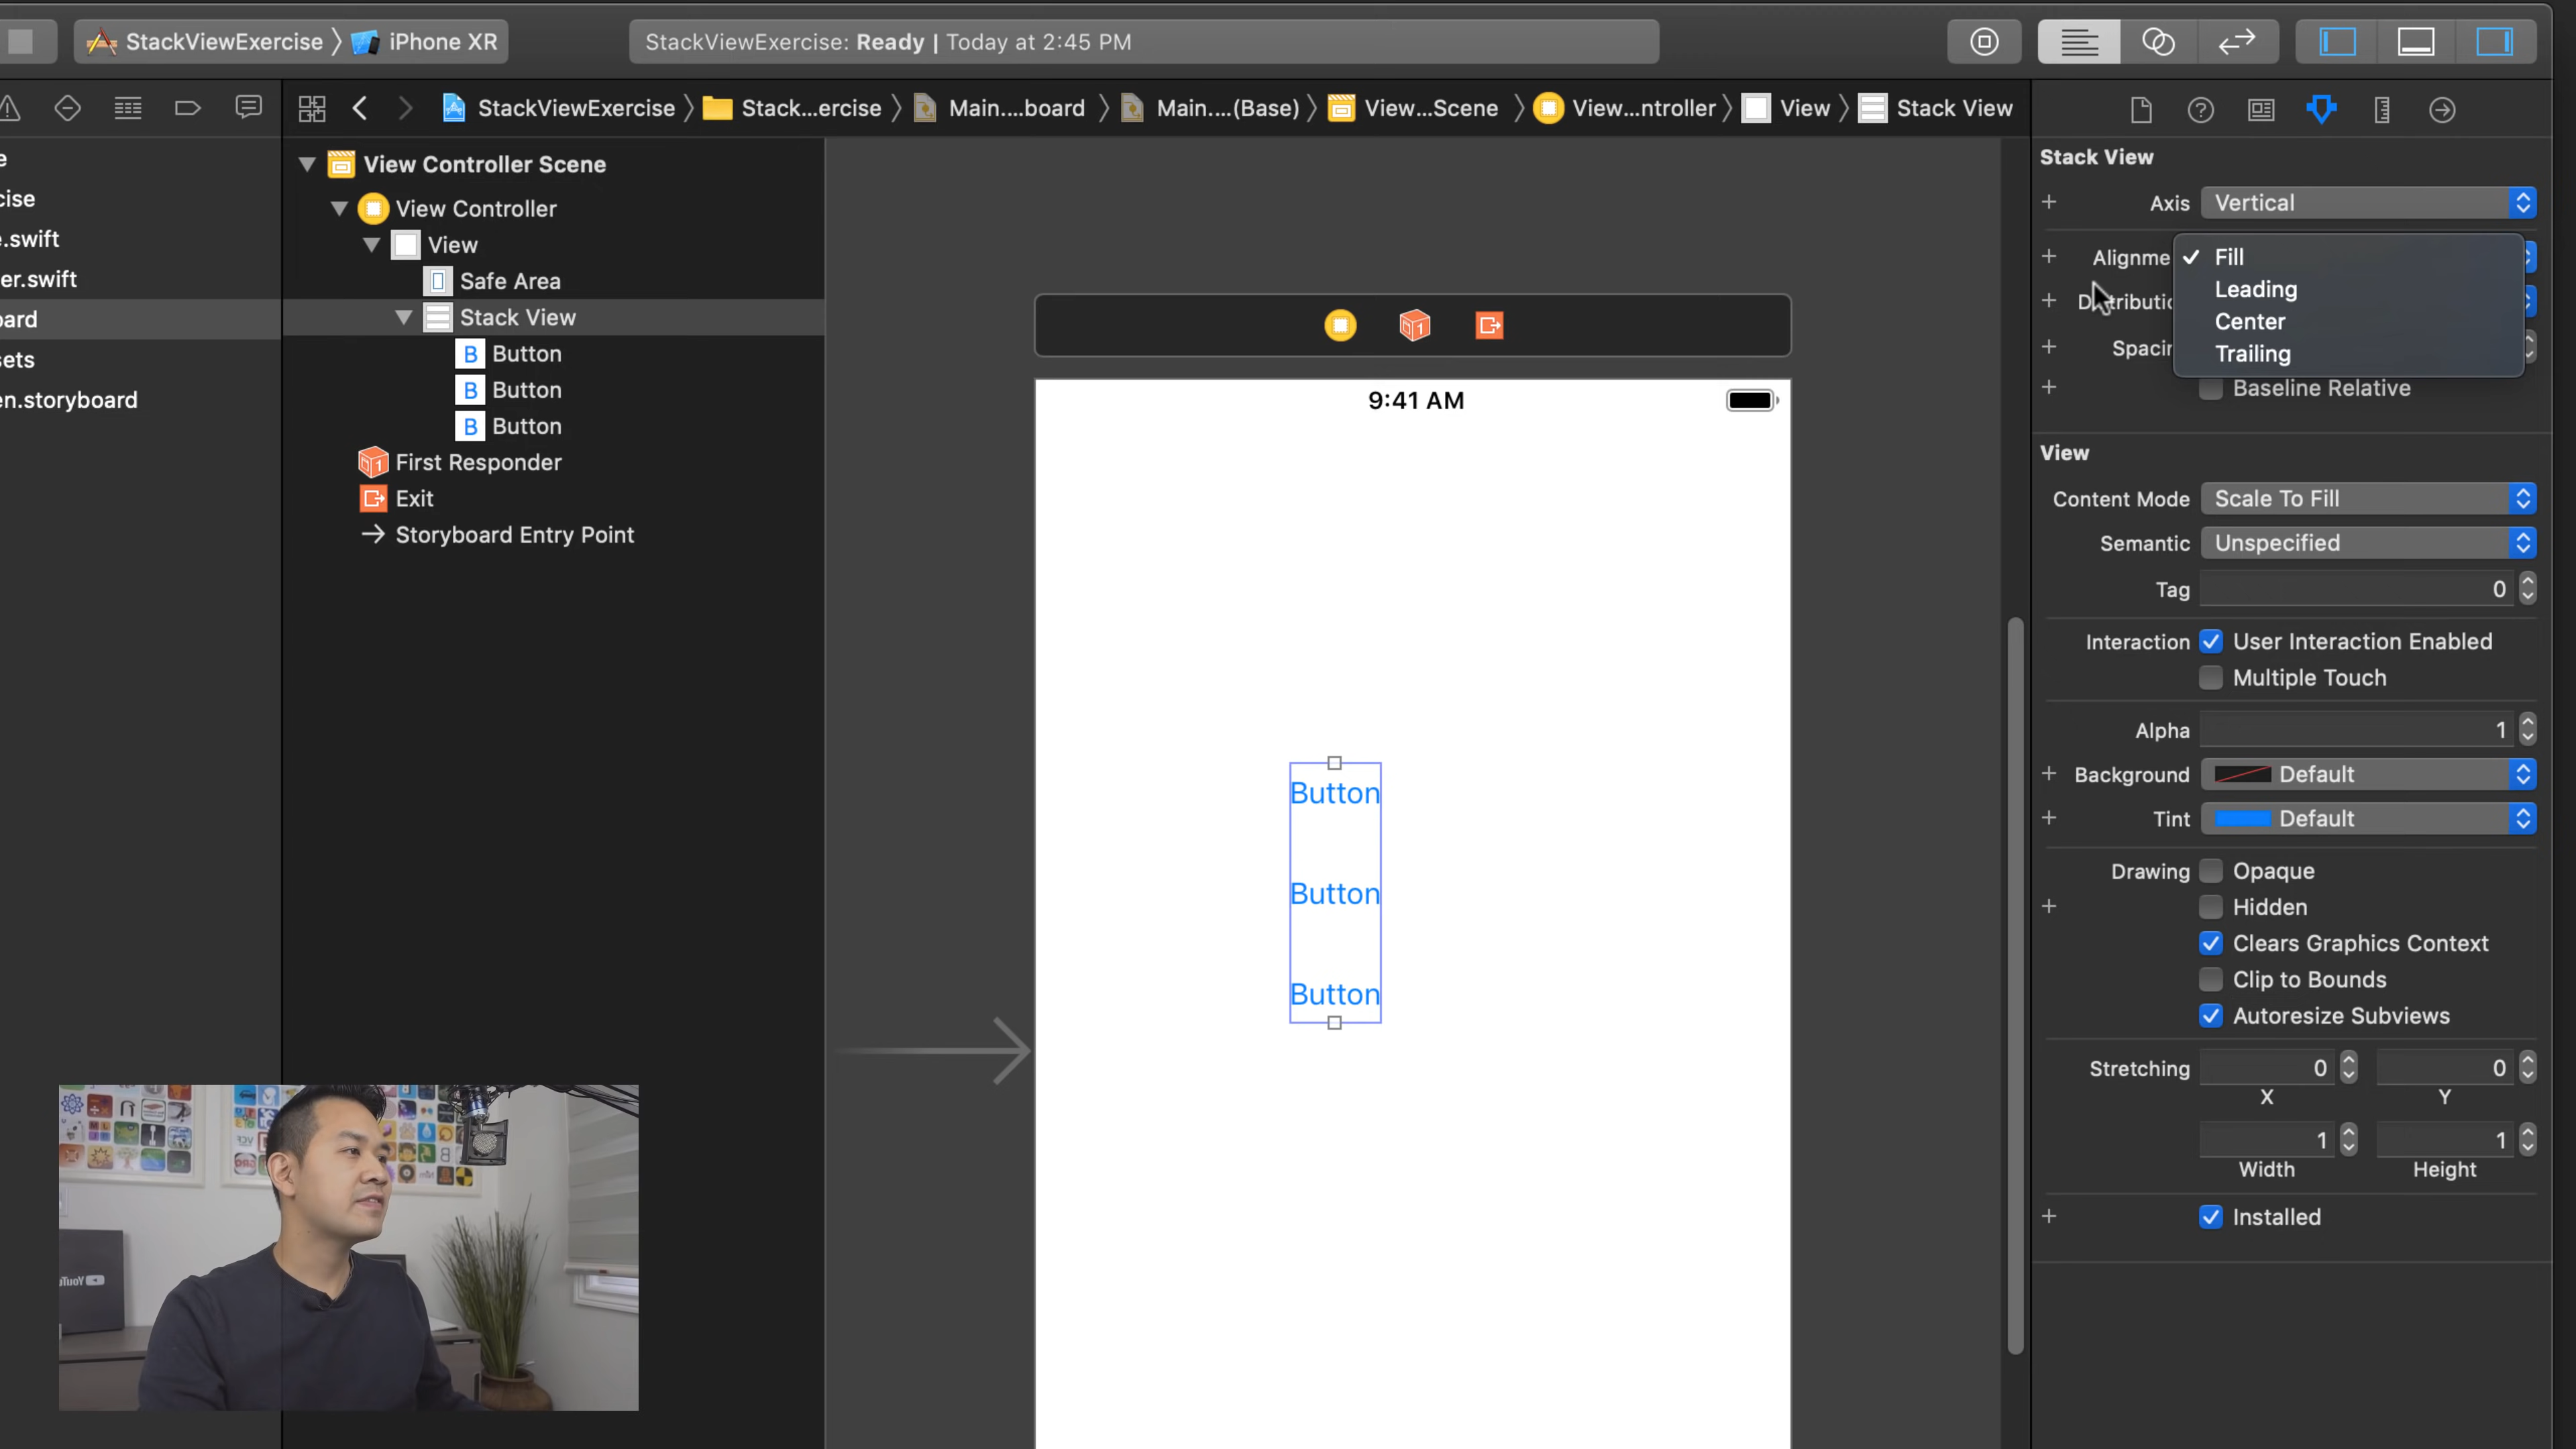 StackViewExercise 〉 iPhone XR
StackViewExercise: Ready | Today at 2:45 PM
StackViewExercise 〉 Stack...ercise 〉 Main....board 〉 Main....(Base) 〉 View...Scene 〉 View...ntroller 〉 View 〉 Stack View
e
cise
e.swift
er.swift
oard
sets
en.storyboard
View Controller Scene
View Controller
View
Safe Area
Stack View
B Button
B Button
B Button
First Responder
Exit
Storyboard Entry Point
9:41 AM
Button
Button
Button
Stack View
Axis Vertical
Alignme Fill
Leading
Center
Trailing
Spacin
Baseline Relative
View
Content Mode Scale To Fill
Semantic Unspecified
Tag 0
Interaction User Interaction Enabled
Multiple Touch
Alpha 1
Background Default
Tint Default
Drawing Opaque
Hidden
Clears Graphics Context
Clip to Bounds
Autoresize Subviews
Stretching 0 0
X Y
1 1
Width Height
Installed